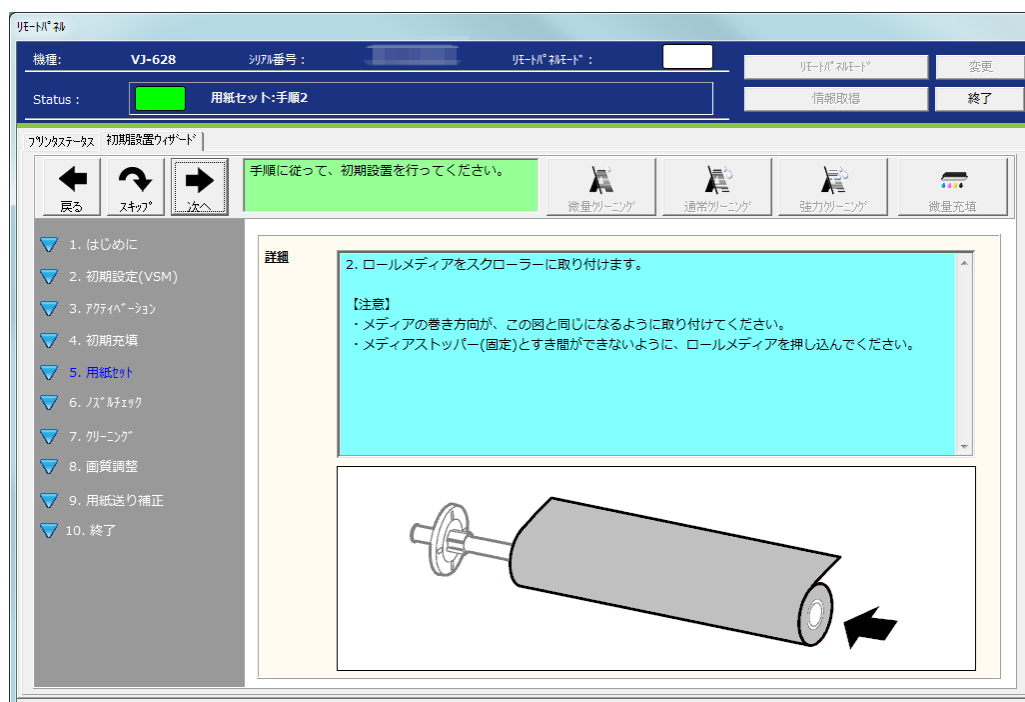 ﾘﾓｰﾄﾊﾟﾈﾙ
機種: VJ-628 ｼﾘｱﾙ番号： ﾘﾓｰﾄﾊﾟﾈﾙﾓｰﾄﾞ：
ﾘﾓｰﾄﾊﾟﾈﾙﾓｰﾄﾞ 変更
Status： 用紙セット:手順2
情報取得 終了
ﾌﾟﾘﾝﾀｽﾃｰﾀｽ 初期設置ｳｨｻﾞｰﾄﾞ
戻る ｽｷｯﾌﾟ 次へ
手順に従って、初期設置を行ってください。
微量ｸﾘｰﾆﾝｸﾞ 通常ｸﾘｰﾆﾝｸﾞ 強力ｸﾘｰﾆﾝｸﾞ 微量充填
1. はじめに
2. 初期設定(VSM)
3. ｱｸﾃｨﾍﾞｰｼｮﾝ
4. 初期充填
5. 用紙ｾｯﾄ
6. ﾉｽﾞﾙﾁｪｯｸ
7. ｸﾘｰﾆﾝｸﾞ
8. 画質調整
9. 用紙送り補正
10. 終了
詳細
2. ロールメディアをスクローラーに取り付けます。
【注意】
・メディアの巻き方向が、この図と同じになるように取り付けてください。
・メディアストッパー(固定)とすき間ができないように、ロールメディアを押し込んでください。